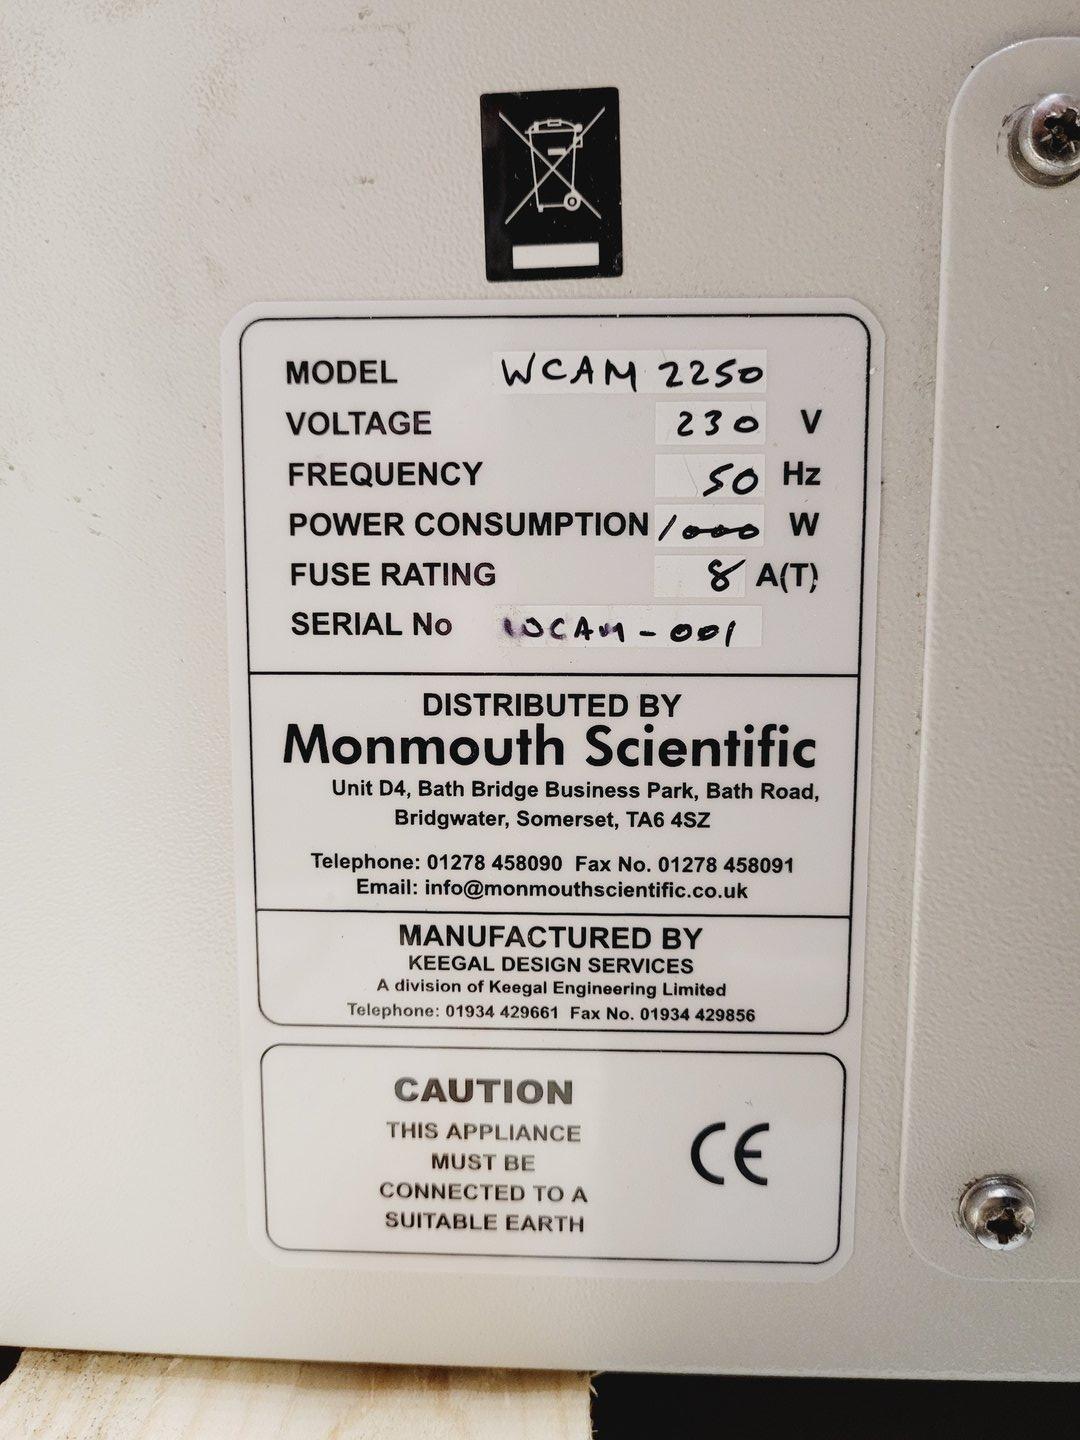 MODEL WCAM 2250
VOLTAGE 230 V
FREQUENCY 50 Hz
POWER CONSUMPTION 1000 W
FUSE RATING 8 A(T)
SERIAL No WCAM-001
DISTRIBUTED BY
Monmouth Scientific
Unit D4, Bath Bridge Business Park, Bath Road,
Bridgwater, Somerset, TA6 4SZ
Telephone: 01278 458090 Fax No. 01278 458091
Email: info@monmouthscientific.co.uk
MANUFACTURED BY
KEEGAL DESIGN SERVICES
A division of Keegal Engineering Limited
Telephone: 01934 429661 Fax No. 01934 429856
CAUTION
THIS APPLIANCE
MUST BE
CONNECTED TO A
SUITABLE EARTH
CE